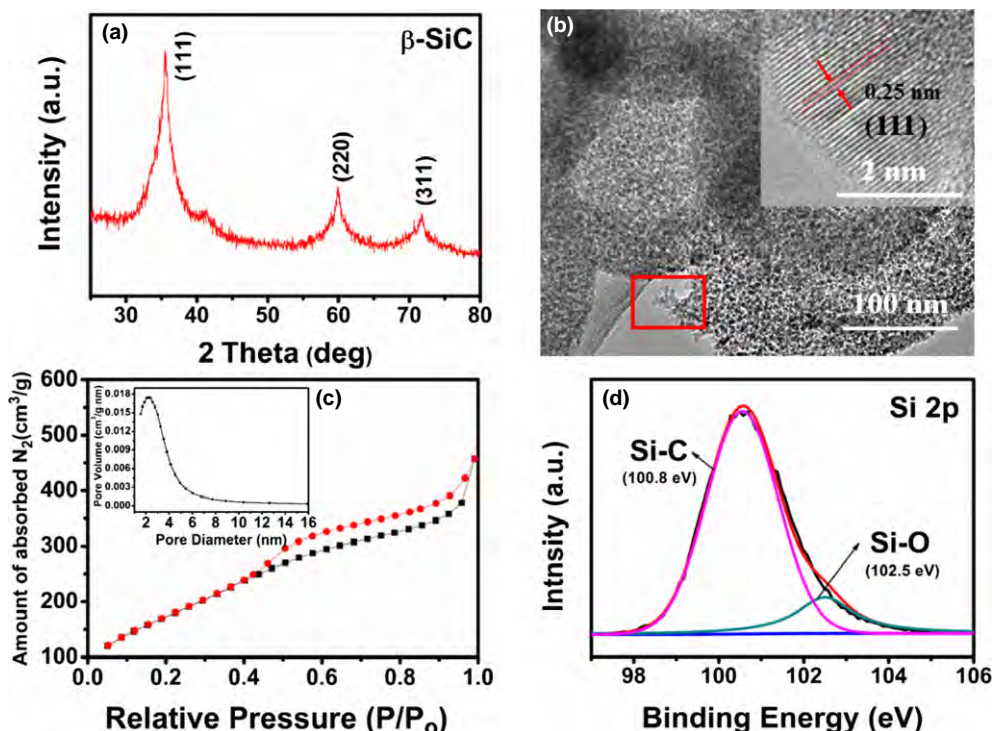 (a)
β-SiC
(111)
(220)
(311)
Intensity (a.u.)
30 40 50 60 70 80
2 Theta (deg)
(b)
0.25 nm
(111)
2 nm
100 nm
(c)
600
500
400
300
200
100
Amount of absorbed N₂(cm³/g)
0.0 0.2 0.4 0.6 0.8 1.0
Relative Pressure (P/Pₒ)
0.018
0.015
0.012
0.009
0.006
0.003
0.000
Pore Volume (cm³/g nm)
2 4 6 8 10 12 14 16
Pore Diameter (nm)
(d)
Si 2p
Si-C
(100.8 eV)
Si-O
(102.5 eV)
Intnsity (a.u.)
98 100 102 104 106
Binding Energy (eV)